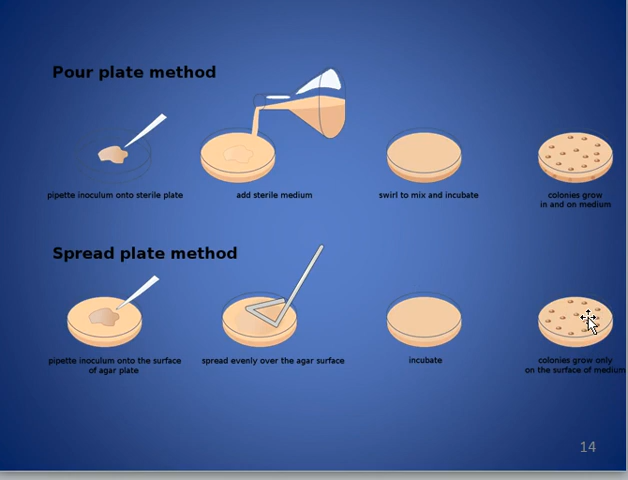 Pour plate method
pipette inoculum onto sterile plate
add sterile medium
swirl to mix and incubate
colonies grow
in and on medium
Spread plate method
pipette inoculum onto the surface
of agar plate
spread evenly over the agar surface
incubate
colonies grow only
on the surface of medium
14